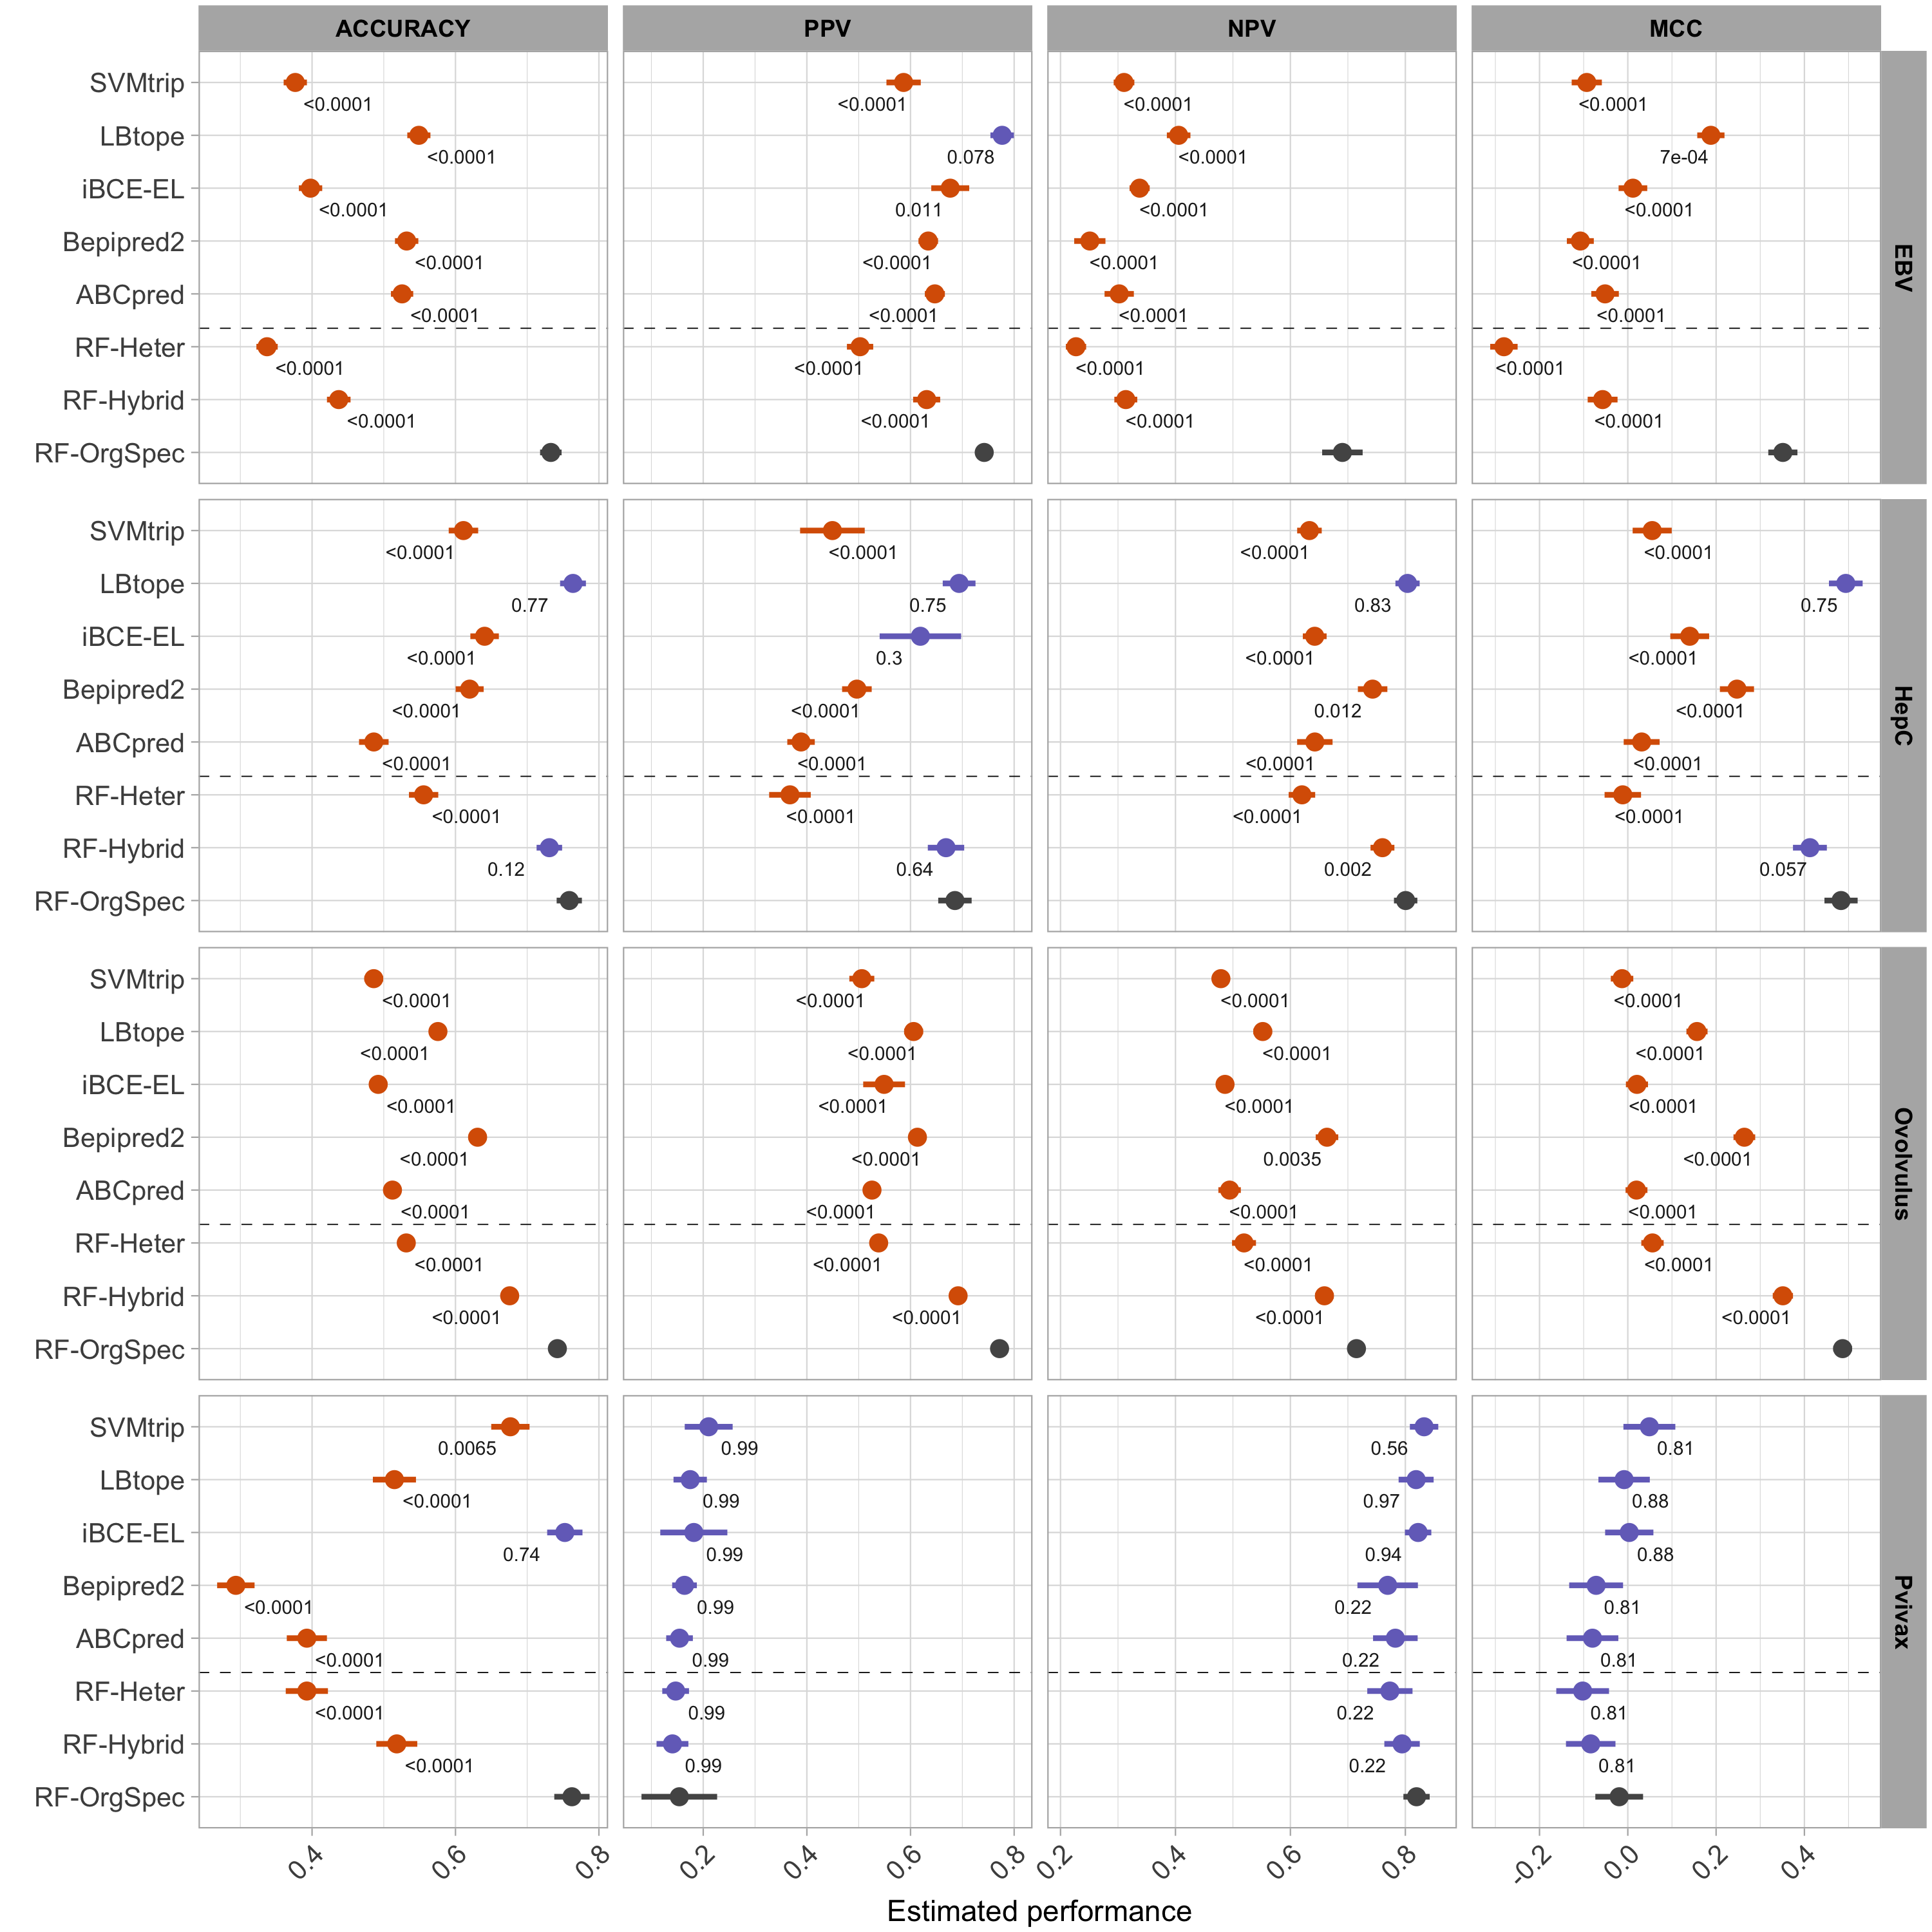 ACCURACY PPV NPV MCC
SVMtrip
<0.0001 <0.0001 <0.0001 <0.0001
LBtope
<0.0001 0.078 <0.0001 7e-04
iBCE-EL
<0.0001 0.011 <0.0001 <0.0001
Bepipred2
<0.0001 <0.0001 <0.0001 <0.0001
ABCpred
<0.0001 <0.0001 <0.0001 <0.0001
RF-Heter
<0.0001 <0.0001 <0.0001 <0.0001
RF-Hybrid
<0.0001 <0.0001 <0.0001 <0.0001
RF-OrgSpec
EBV
SVMtrip
<0.0001 <0.0001 <0.0001 <0.0001
LBtope
0.77 0.75 0.83 0.75
iBCE-EL
<0.0001 0.3 <0.0001 <0.0001
Bepipred2
<0.0001 <0.0001 0.012 <0.0001
ABCpred
<0.0001 <0.0001 <0.0001 <0.0001
RF-Heter
<0.0001 <0.0001 <0.0001 <0.0001
RF-Hybrid
0.12 0.64 0.002 0.057
RF-OrgSpec
HepC
SVMtrip
<0.0001 <0.0001 <0.0001 <0.0001
LBtope
<0.0001 <0.0001 <0.0001 <0.0001
iBCE-EL
<0.0001 <0.0001 <0.0001 <0.0001
Bepipred2
<0.0001 <0.0001 0.0035 <0.0001
ABCpred
<0.0001 <0.0001 <0.0001 <0.0001
RF-Heter
<0.0001 <0.0001 <0.0001 <0.0001
RF-Hybrid
<0.0001 <0.0001 <0.0001 <0.0001
RF-OrgSpec
Ovolvulus
SVMtrip
0.0065 0.99 0.56 0.81
LBtope
<0.0001 0.99 0.97 0.88
iBCE-EL
0.74 0.99 0.94 0.88
Bepipred2
<0.0001 0.99 0.22 0.81
ABCpred
<0.0001 0.99 0.22 0.81
RF-Heter
<0.0001 0.99 0.22 0.81
RF-Hybrid
<0.0001 0.99 0.22 0.81
RF-OrgSpec
Pvivax
0.4 0.6 0.8 0.2 0.4 0.6 0.8 0.2 0.4 0.6 0.8 -0.2 0.0 0.2 0.4
Estimated performance